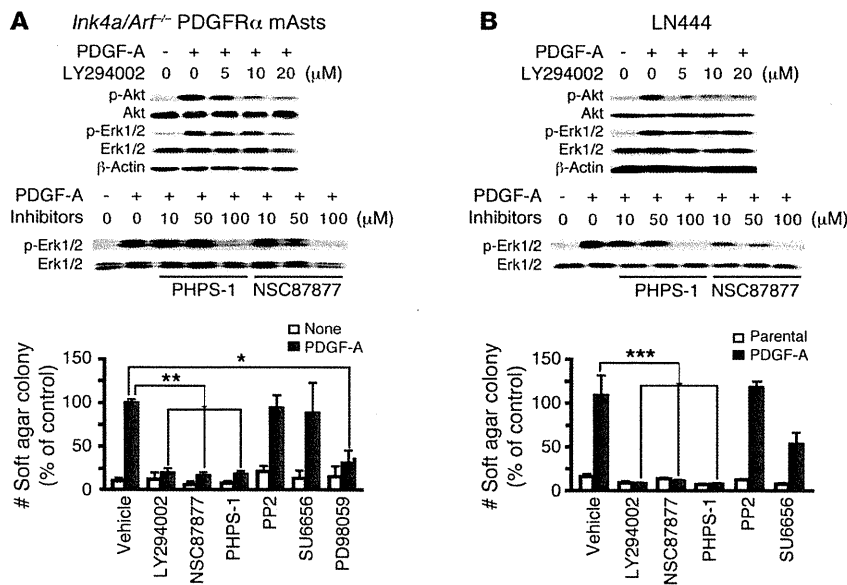 A
Ink4a/Arf–/– PDGFRα mAsts
PDGF-A - + + + +
LY294002 0 0 5 10 20 (μM)
p-Akt
Akt
p-Erk1/2
Erk1/2
β-Actin
PDGF-A - + + + + + + +
Inhibitors 0 0 10 50 100 10 50 100 (μM)
p-Erk1/2
Erk1/2
PHPS-1 NSC87877
None
PDGF-A
# Soft agar colony
(% of control)
150
100
50
25
0
*
**
Vehicle
LY294002
NSC87877
PHPS-1
PP2
SU6656
PD98059
B
LN444
PDGF-A - + + + +
LY294002 0 0 5 10 20 (μM)
p-Akt
Akt
p-Erk1/2
Erk1/2
β-Actin
PDGF-A - + + + + + + +
Inhibitors 0 0 10 50 100 10 50 100 (μM)
p-Erk1/2
Erk1/2
PHPS-1 NSC87877
Parental
PDGF-A
# Soft agar colony
(% of control)
150
100
50
25
0
***
Vehicle
LY294002
NSC87877
PHPS-1
PP2
SU6656